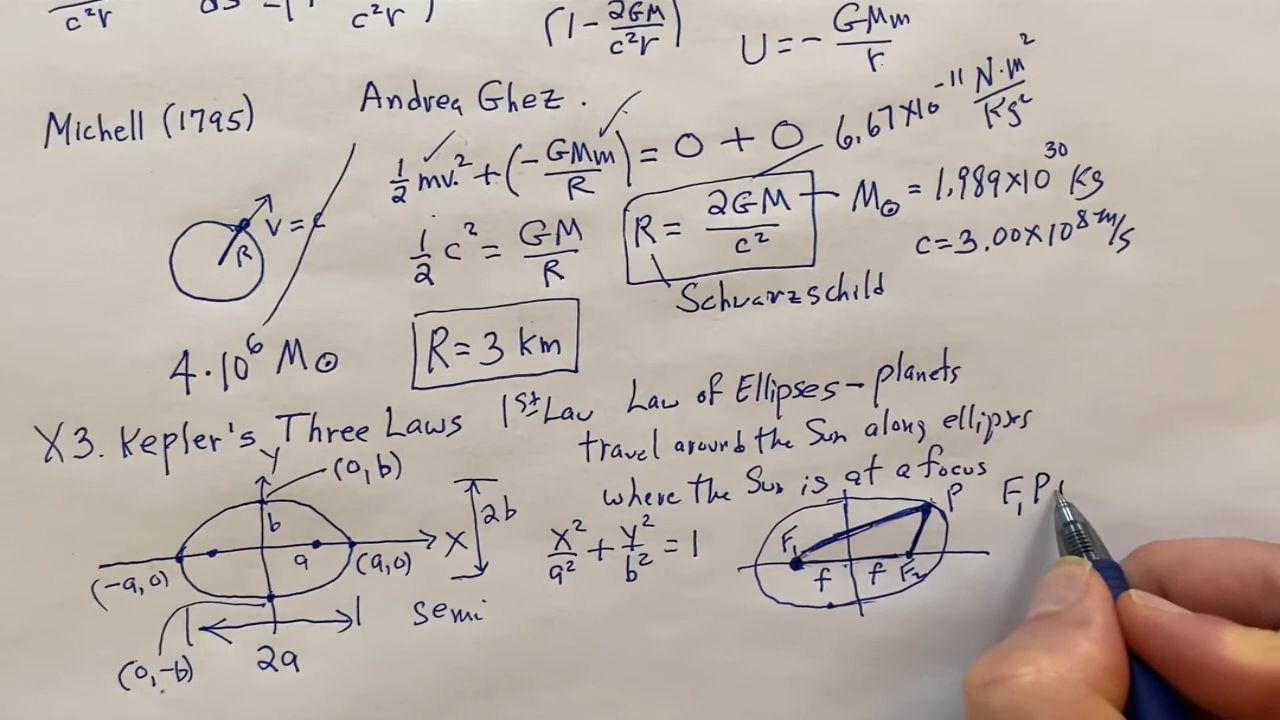 c²r ds = c²r
(1 - 2GM/c²r)
U = - GMm/r
Michell (1795)
Andrea Ghez.
½ mv² + (- GMm/R) = 0 + 0
6.67×10⁻¹¹ N·m²/Kg²
V = c
R
½ c² = GM/R
R = 2GM/c²
M⊙ = 1.989×10³⁰ Kg
c = 3.00×10⁸ m/s
Schwarzschild
4·10⁶ M⊙
R = 3 km
X3. Kepler's Three Laws 1st Law Law of Ellipses - planets
travel around the Sun along ellipses
where the Sun is at a focus
y
(0,b)
b
a
x
2b
(-a,0)
(a,0)
(0,-b)
2a
semi
x²/a² + y²/b² = 1
P
F₁
f
f
F₂
F₁P